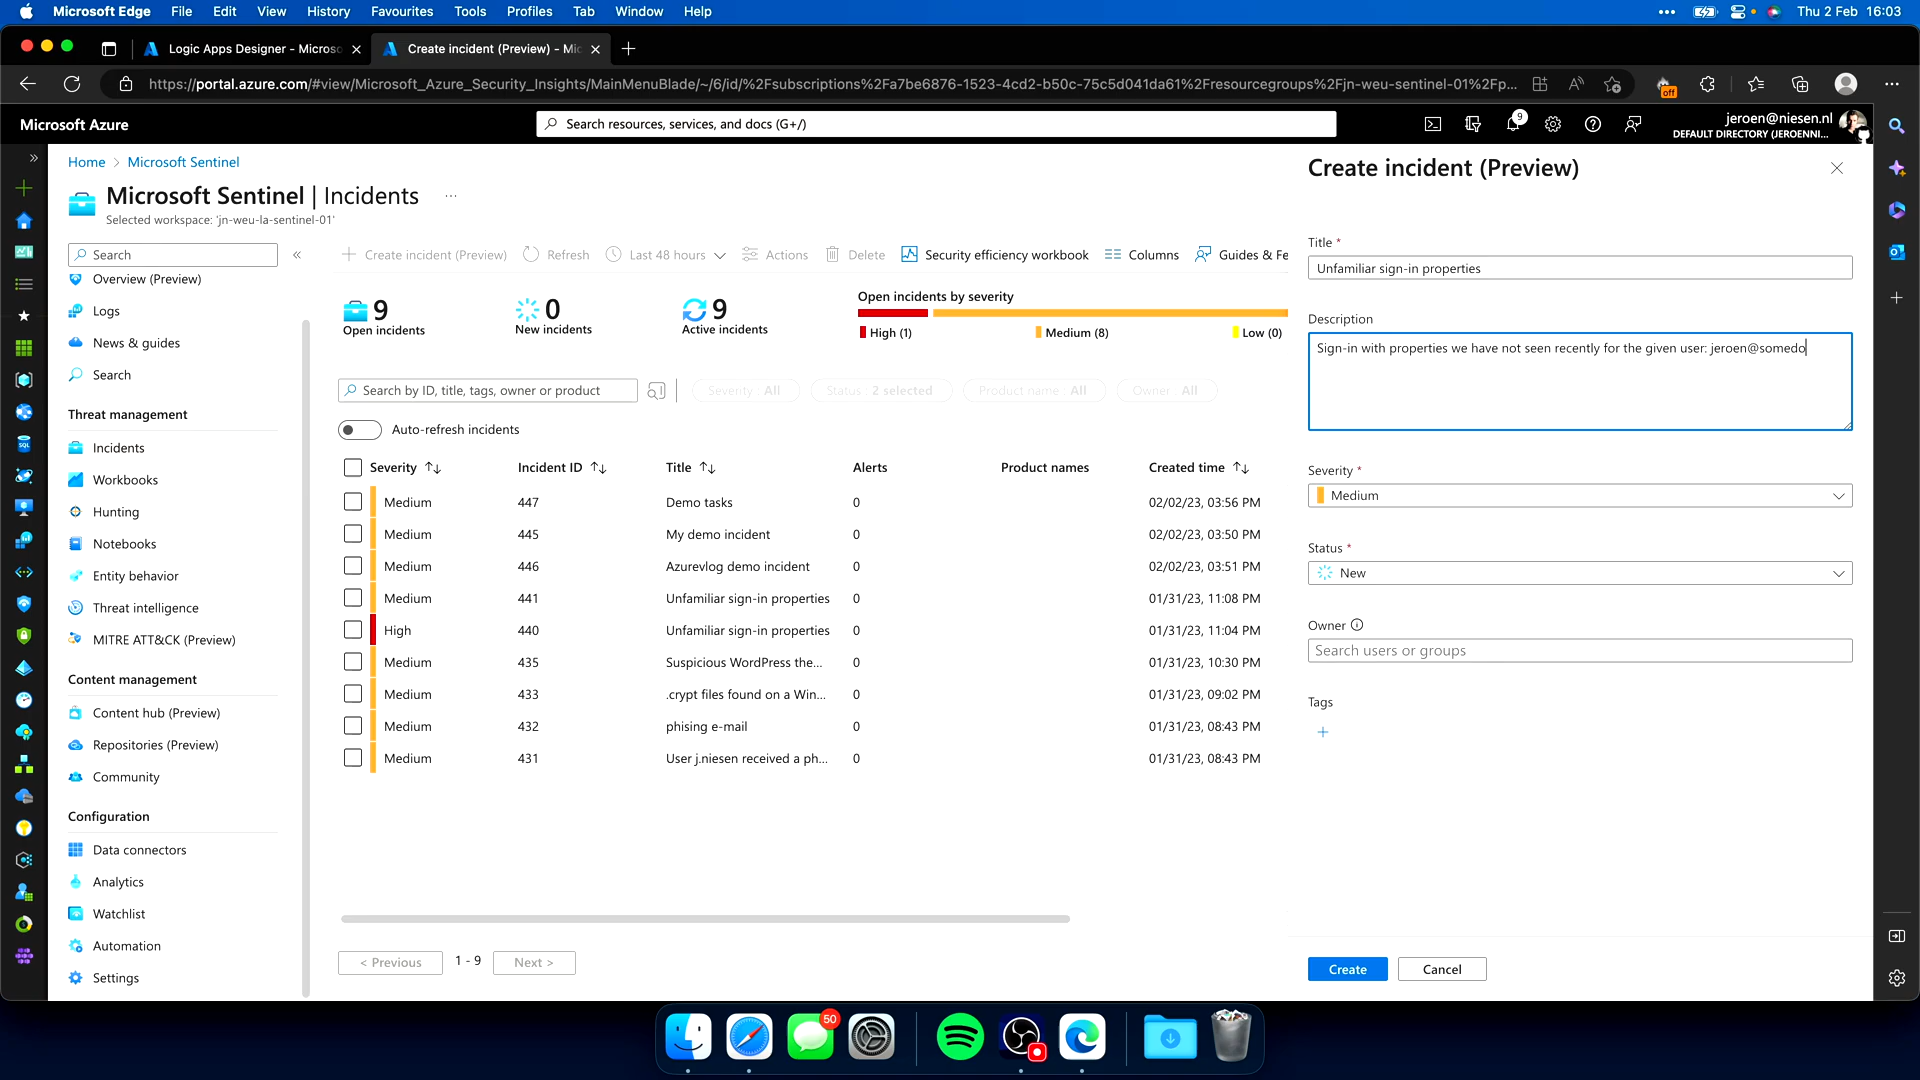 Microsoft Edge File Edit View History Favourites Tools Profiles Tab Window Help Thu 2 Feb 16:03
Logic Apps Designer - Microso
Create incident (Preview) - Mic
https://portal.azure.com/#view/Microsoft_Azure_Security_Insights/MainMenuBlade/~/6/id/%2Fsubscriptions%2Fa7be6876-1523-4cd2-b50c-75c5d041da61%2Fresourcegroups%2Fjn-weu-sentinel-01%2Fp...
off
Microsoft Azure
Search resources, services, and docs (G+/)
9
jeroen@niesen.nl
DEFAULT DIRECTORY (JEROENNI...
Home > Microsoft Sentinel
Microsoft Sentinel | Incidents ...
Selected workspace: 'jn-weu-la-sentinel-01'
Search
Overview (Preview)
Logs
News & guides
Search
Threat management
Incidents
Workbooks
Hunting
Notebooks
Entity behavior
Threat intelligence
MITRE ATT&CK (Preview)
Content management
Content hub (Preview)
Repositories (Preview)
Community
Configuration
Data connectors
Analytics
Watchlist
Automation
Settings
Create incident (Preview) Refresh Last 48 hours Actions Delete Security efficiency workbook Columns Guides & Fe
9 Open incidents
0 New incidents
9 Active incidents
Open incidents by severity
High (1) Medium (8) Low (0)
Search by ID, title, tags, owner or product
Severity : All Status : 2 selected Product name : All Owner : All
Auto-refresh incidents
Severity Incident ID Title Alerts Product names Created time
Medium 447 Demo tasks 0 02/02/23, 03:56 PM
Medium 445 My demo incident 0 02/02/23, 03:50 PM
Medium 446 Azurevlog demo incident 0 02/02/23, 03:51 PM
Medium 441 Unfamiliar sign-in properties 0 01/31/23, 11:08 PM
High 440 Unfamiliar sign-in properties 0 01/31/23, 11:04 PM
Medium 435 Suspicious WordPress the... 0 01/31/23, 10:30 PM
Medium 433 .crypt files found on a Win... 0 01/31/23, 09:02 PM
Medium 432 phising e-mail 0 01/31/23, 08:43 PM
Medium 431 User j.niesen received a ph... 0 01/31/23, 08:43 PM
< Previous 1 - 9 Next >
Create incident (Preview)
Title *
Unfamiliar sign-in properties
Description
Sign-in with properties we have not seen recently for the given user: jeroen@somedo
Severity *
Medium
Status *
New
Owner
Search users or groups
Tags
Create Cancel
50